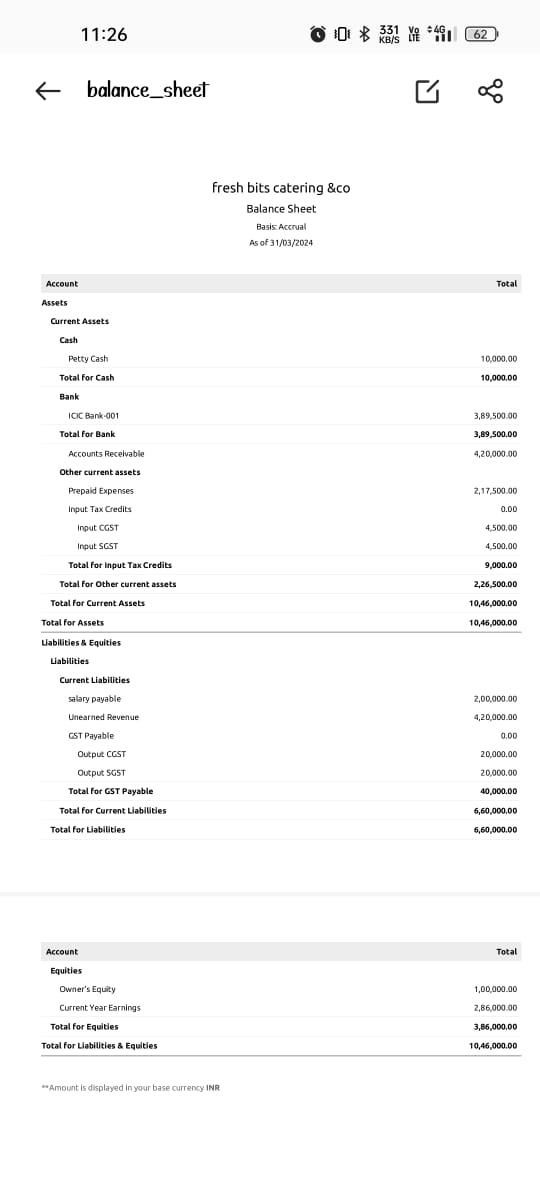 11:26
331 KB/S Vo LTE 4G 62
balance_sheet
fresh bits catering &co
Balance Sheet
Basis: Accrual
As of 31/03/2024
Account Total
Assets
Current Assets
Cash
Petty Cash 10,000.00
Total for Cash 10,000.00
Bank
ICIC Bank-001 3,89,500.00
Total for Bank 3,89,500.00
Accounts Receivable 4,20,000.00
Other current assets
Prepaid Expenses 2,17,500.00
Input Tax Credits 0.00
Input CGST 4,500.00
Input SGST 4,500.00
Total for Input Tax Credits 9,000.00
Total for Other current assets 2,26,500.00
Total for Current Assets 10,46,000.00
Total for Assets 10,46,000.00
Liabilities & Equities
Liabilities
Current Liabilities
salary payable 2,00,000.00
Unearned Revenue 4,20,000.00
GST Payable 0.00
Output CGST 20,000.00
Output SGST 20,000.00
Total for GST Payable 40,000.00
Total for Current Liabilities 6,60,000.00
Total for Liabilities 6,60,000.00
Account Total
Equities
Owner's Equity 1,00,000.00
Current Year Earnings 2,86,000.00
Total for Equities 3,86,000.00
Total for Liabilities & Equities 10,46,000.00
**Amount is displayed in your base currency INR